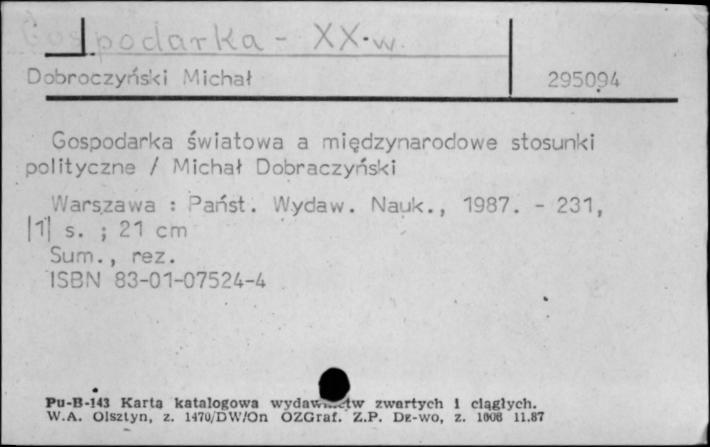 Gospodarka - XX w.
Dobroczyński Michał 295094
Gospodarka światowa a międzynarodowe stosunki
polityczne / Michał Dobraczyński
Warszawa : Państ. Wydaw. Nauk., 1987. - 231,
|1| s. ; 21 cm
Sum., rez.
ISBN 83-01-07524-4
Pu-B-143 Karta katalogowa wydawnictw zwartych i ciągłych.
W.A. Olsztyn, z. 1470/DW/On OZGraf. Z.P. Dz-wo, z. 1008 11.87